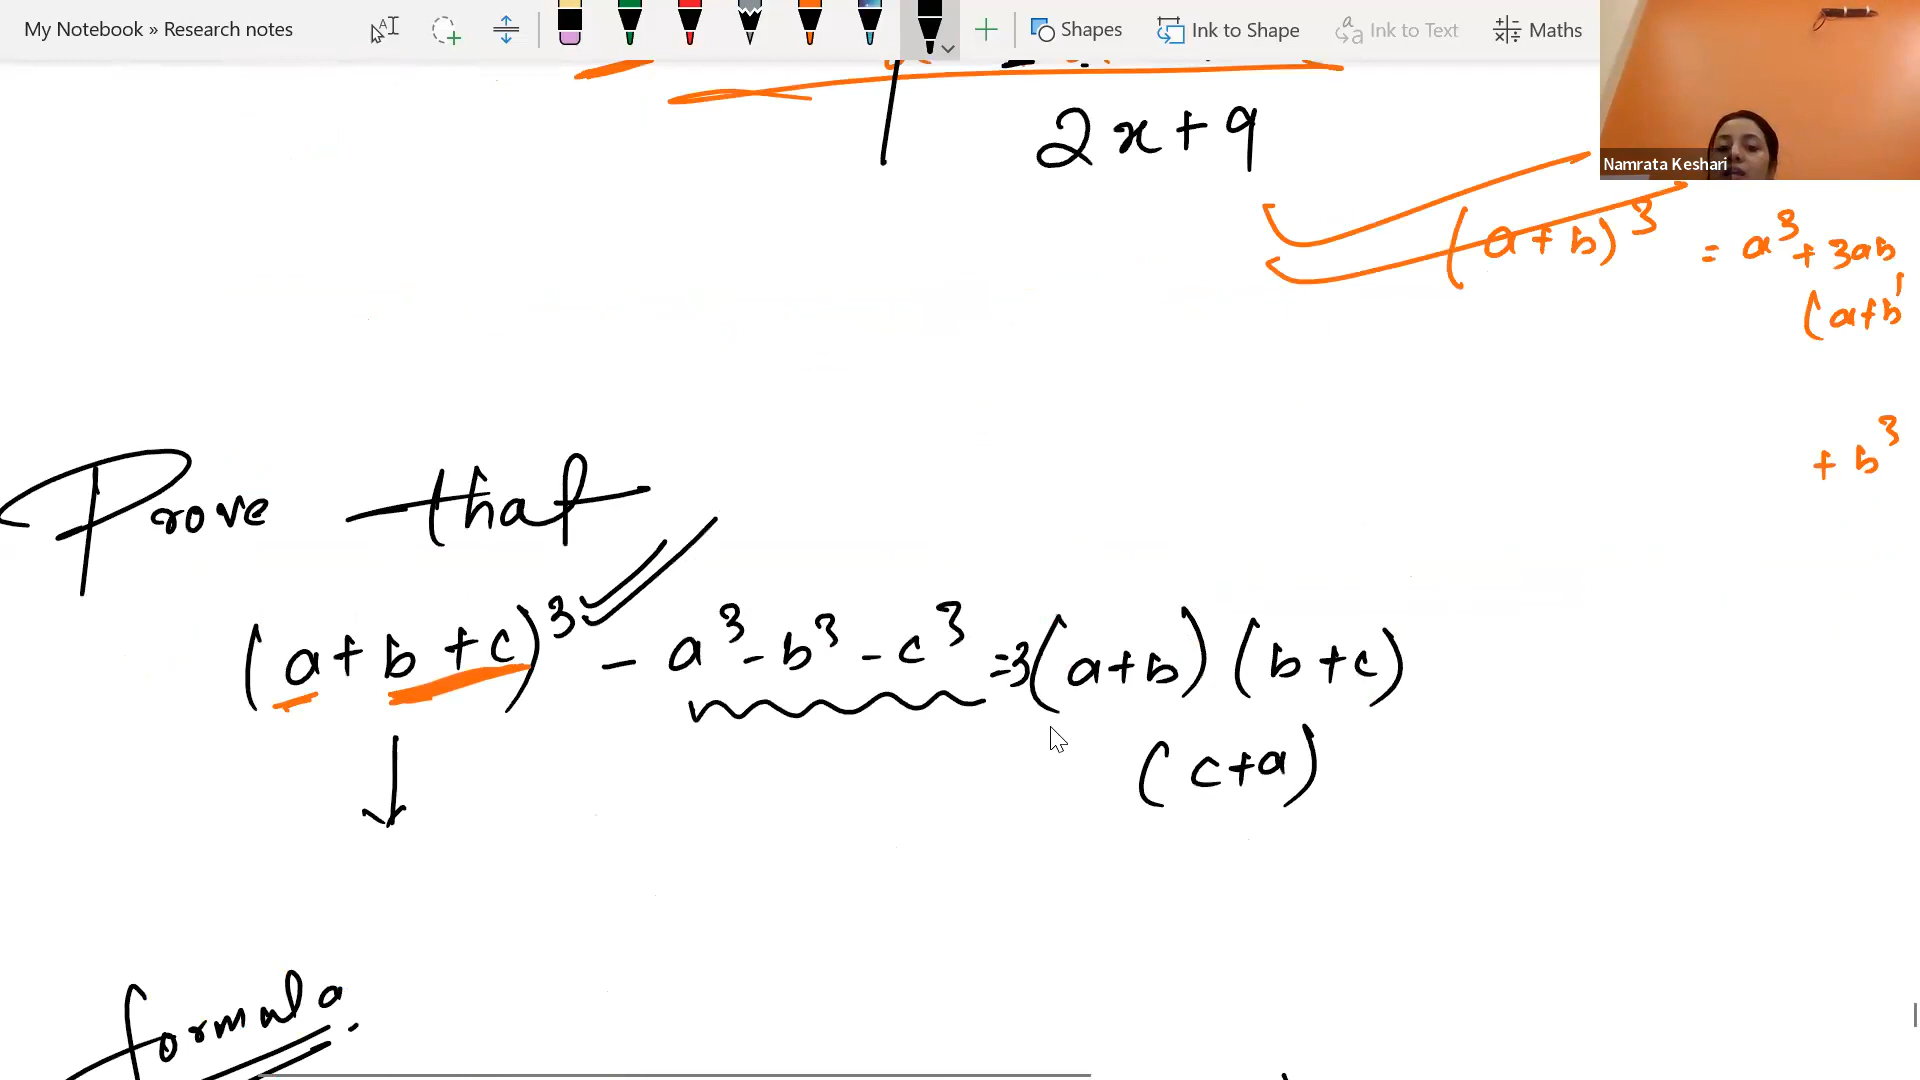 My Notebook » Research notes
Shapes Ink to Shape Ink to Text Maths
Namrata Keshari
2x+9
(a+b)³ = a³+3ab
(a+b
+b³
Prove that
(a+b+c)³ - a³-b³-c³ =3(a+b)(b+c)
(c+a)
formula.